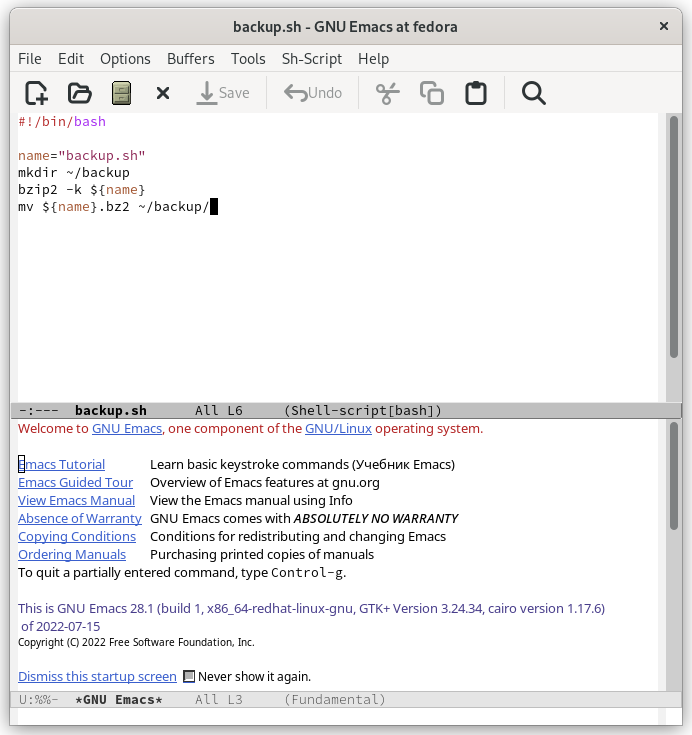 backup.sh - GNU Emacs at fedora
File Edit Options Buffers Tools Sh-Script Help
Save Undo
#!/bin/bash
name="backup.sh"
mkdir ~/backup
bzip2 -k ${name}
mv ${name}.bz2 ~/backup/
-:--- backup.sh All L6 (Shell-script[bash])
Welcome to GNU Emacs, one component of the GNU/Linux operating system.
Emacs Tutorial Learn basic keystroke commands (Учебник Emacs)
Emacs Guided Tour Overview of Emacs features at gnu.org
View Emacs Manual View the Emacs manual using Info
Absence of Warranty GNU Emacs comes with ABSOLUTELY NO WARRANTY
Copying Conditions Conditions for redistributing and changing Emacs
Ordering Manuals Purchasing printed copies of manuals
To quit a partially entered command, type Control-g.
This is GNU Emacs 28.1 (build 1, x86_64-redhat-linux-gnu, GTK+ Version 3.24.34, cairo version 1.17.6)
of 2022-07-15
Copyright (C) 2022 Free Software Foundation, Inc.
Dismiss this startup screen Never show it again.
U:%%- *GNU Emacs* All L3 (Fundamental)